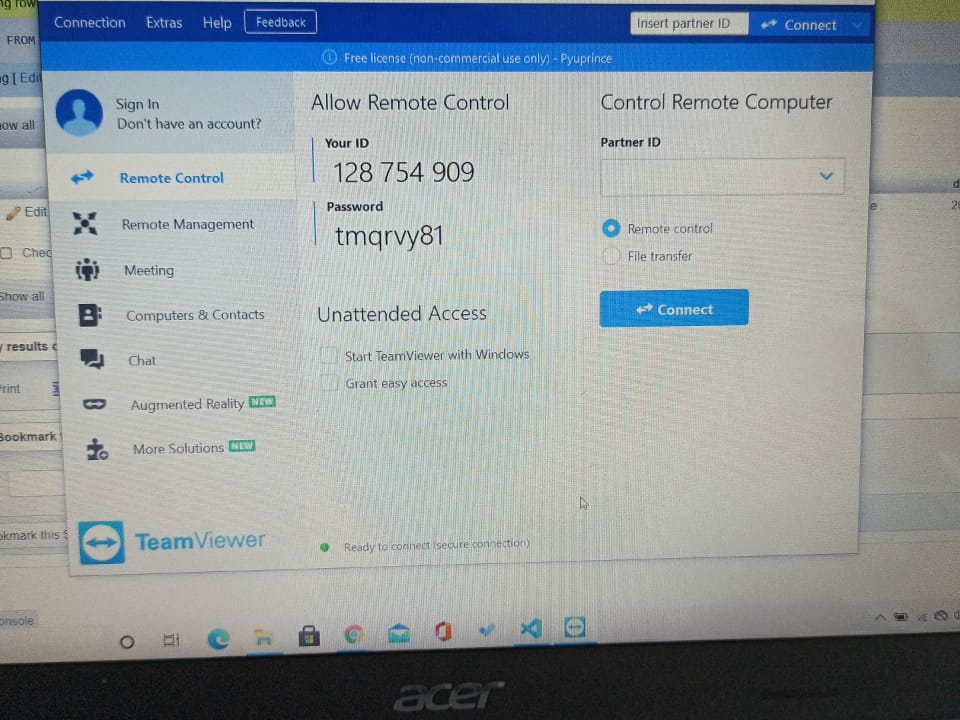 ng row
FROM
ng [ Edit
how all
Edit
Chec
Show all
y results o
Print
Bookmark
okmark this S
onsole
Connection Extras Help Feedback
Insert partner ID Connect
Free license (non-commercial use only) - Pyuprince
Sign In
Don't have an account?
Remote Control
Remote Management
Meeting
Computers & Contacts
Chat
Augmented Reality NEW
More Solutions NEW
TeamViewer
Allow Remote Control
Your ID
128 754 909
Password
tmqrvy81
Unattended Access
Start TeamViewer with Windows
Grant easy access
Ready to connect (secure connection)
Control Remote Computer
Partner ID
Remote control
File transfer
Connect
acer